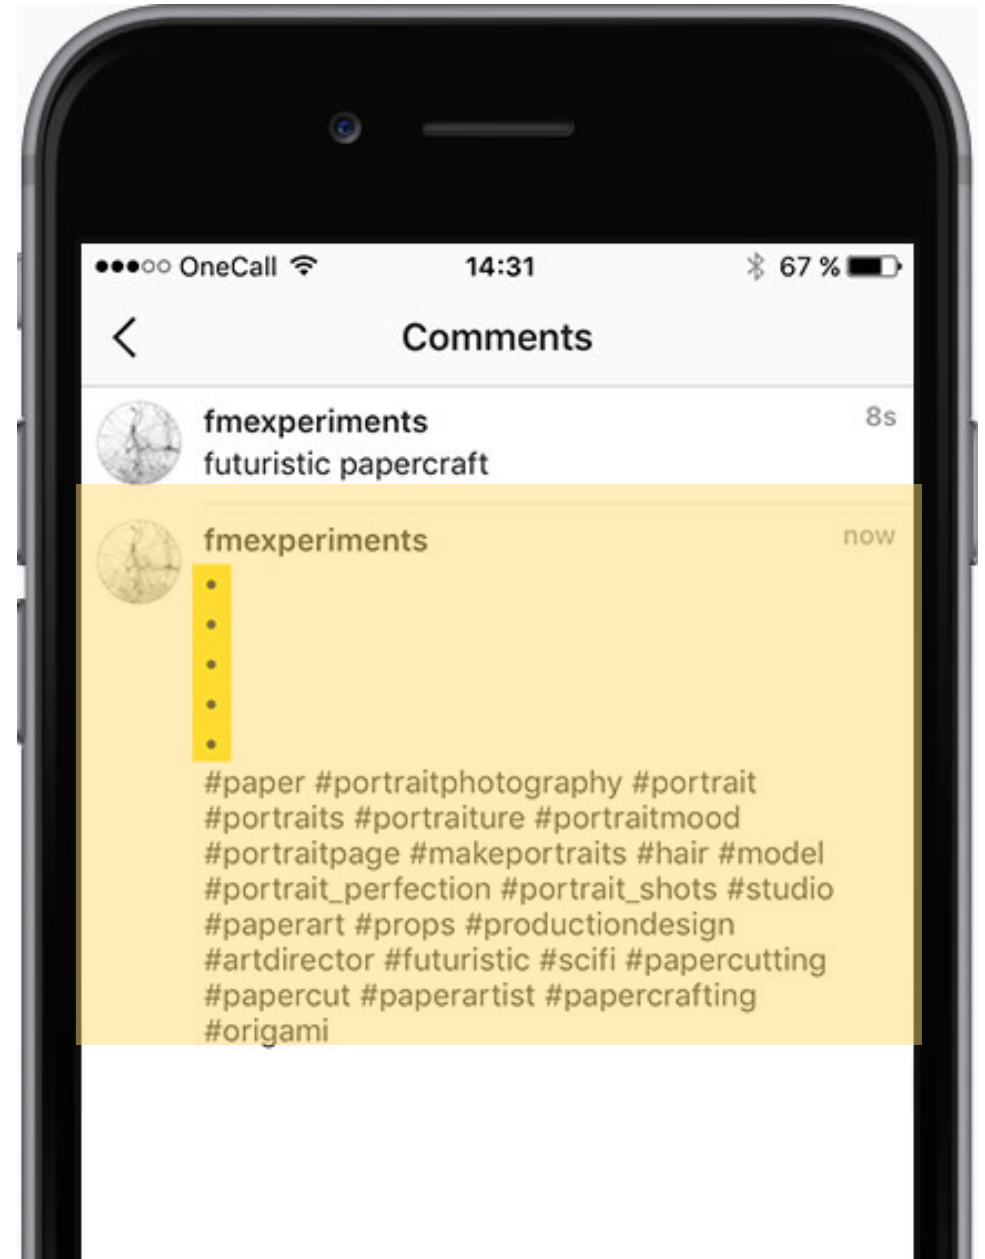 ●●●○○ OneCall 14:31 67 %
Comments
fmexperiments 8s
futuristic papercraft
fmexperiments now
•
•
•
•
•
#paper #portraitphotography #portrait
#portraits #portraiture #portraitmood
#portraitpage #makeportraits #hair #model
#portrait_perfection #portrait_shots #studio
#paperart #props #productiondesign
#artdirector #futuristic #scifi #papercutting
#papercut #paperartist #papercrafting
#origami